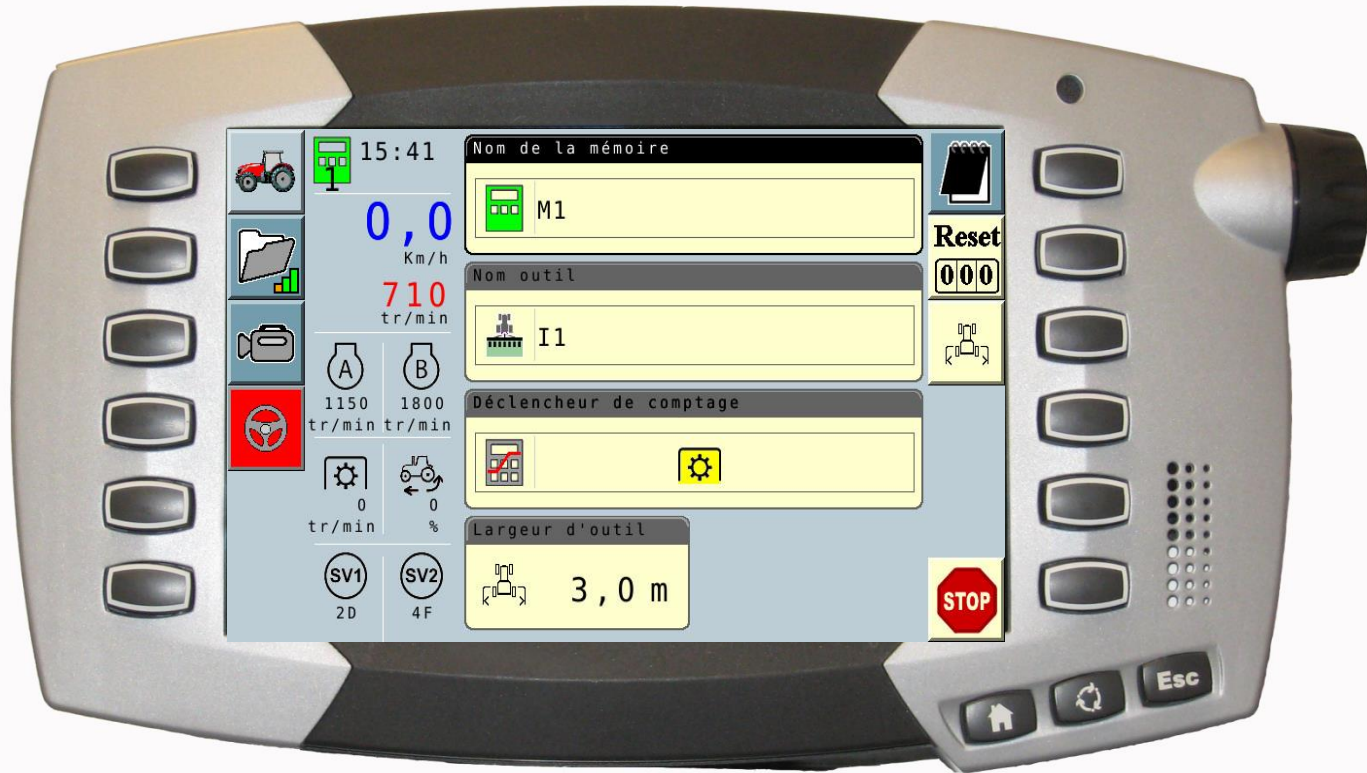 1
15:41
0,0
Km/h
710
tr/min
A
B
1150
1800
tr/min
tr/min
0
0
tr/min
%
SV1
SV2
2D
4F
Nom de la mémoire
M1
Nom outil
I1
Déclencheur de comptage
Largeur d'outil
3,0 m
Reset
000
STOP
Esc